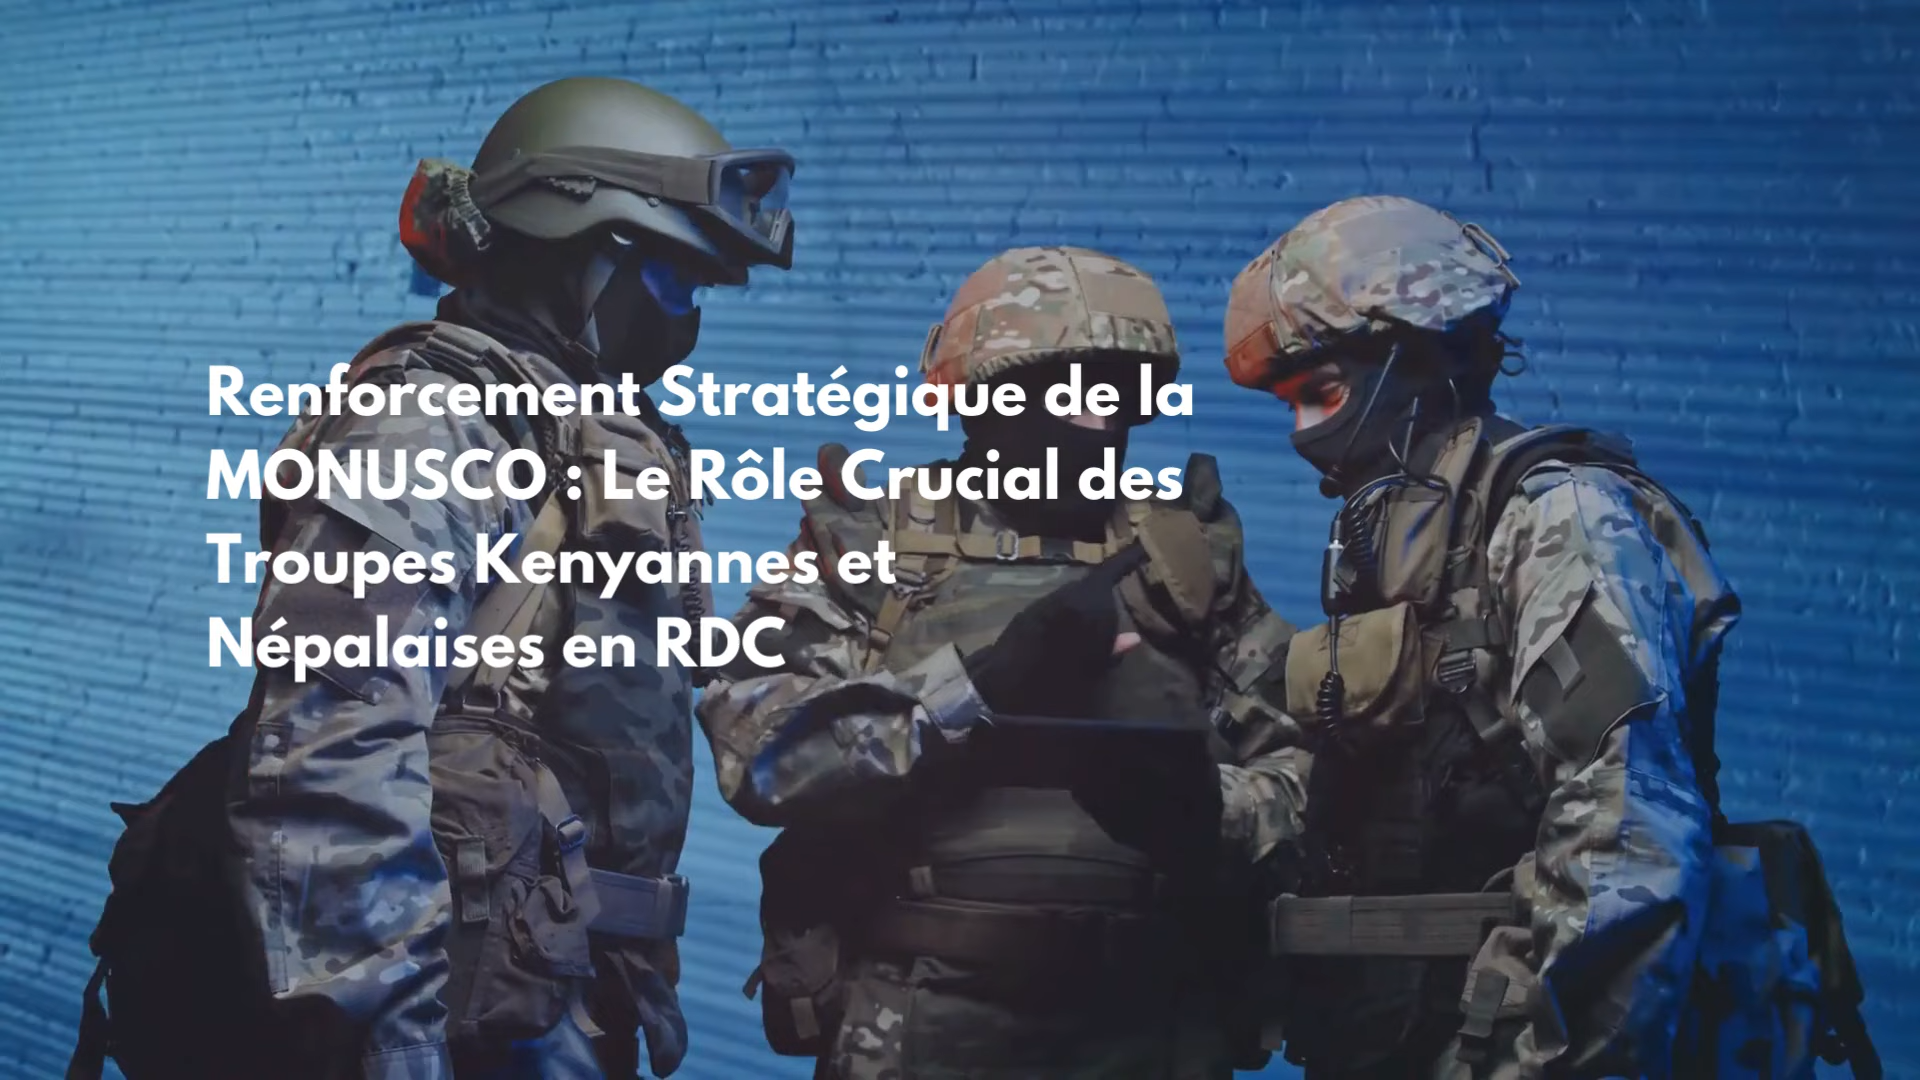 Renforcement Stratégique de la
MONUSCO : Le Rôle Crucial des
Troupes Kenyannes et
Népalaises en RDC